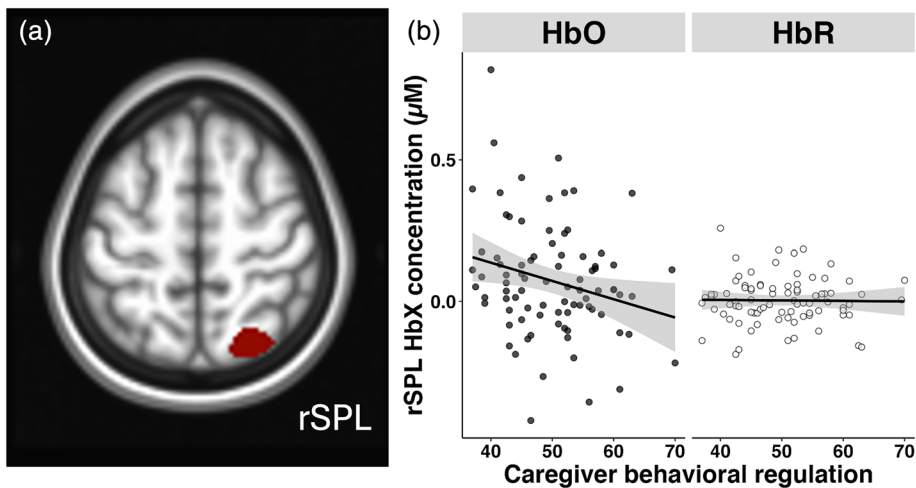 (a)
rSPL
(b)
HbO
HbR
rSPL HbX concentration (μM)
0.5
0.0
40 50 60 70
40 50 60 70
Caregiver behavioral regulation